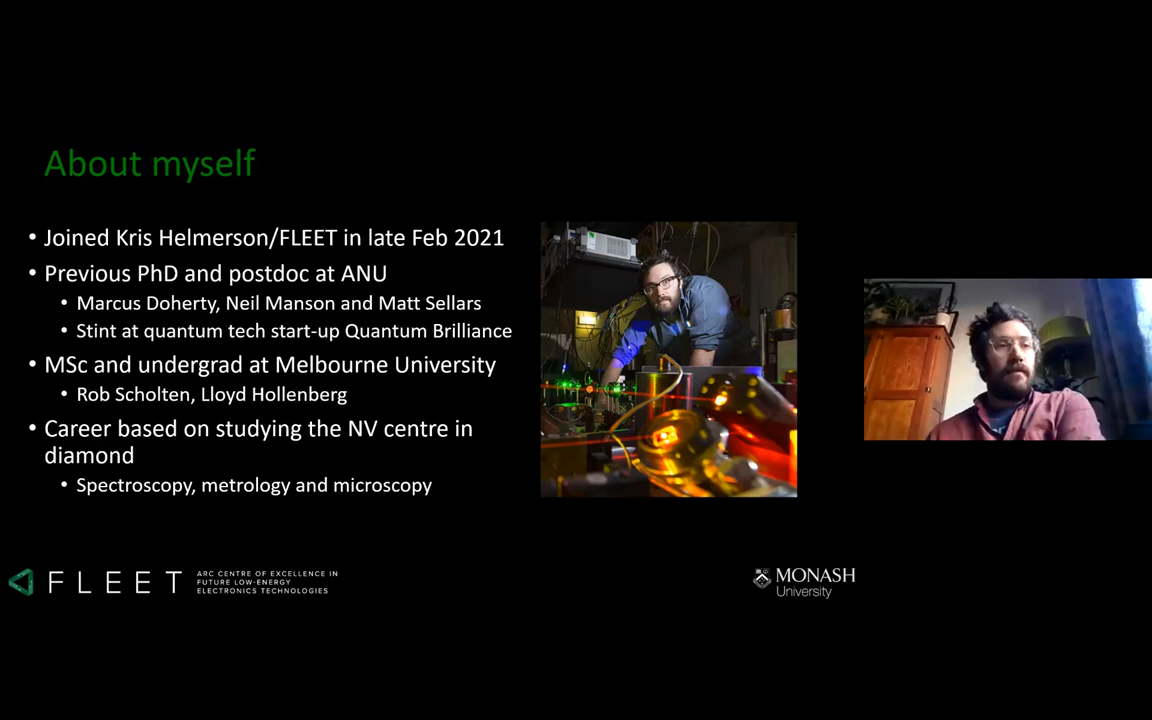 About myself
• Joined Kris Helmerson/FLEET in late Feb 2021
• Previous PhD and postdoc at ANU
• Marcus Doherty, Neil Manson and Matt Sellars
• Stint at quantum tech start-up Quantum Brilliance
• MSc and undergrad at Melbourne University
• Rob Scholten, Lloyd Hollenberg
• Career based on studying the NV centre in
diamond
• Spectroscopy, metrology and microscopy
FLEET
ARC CENTRE OF EXCELLENCE IN
FUTURE LOW-ENERGY
ELECTRONICS TECHNOLOGIES
MONASH
University